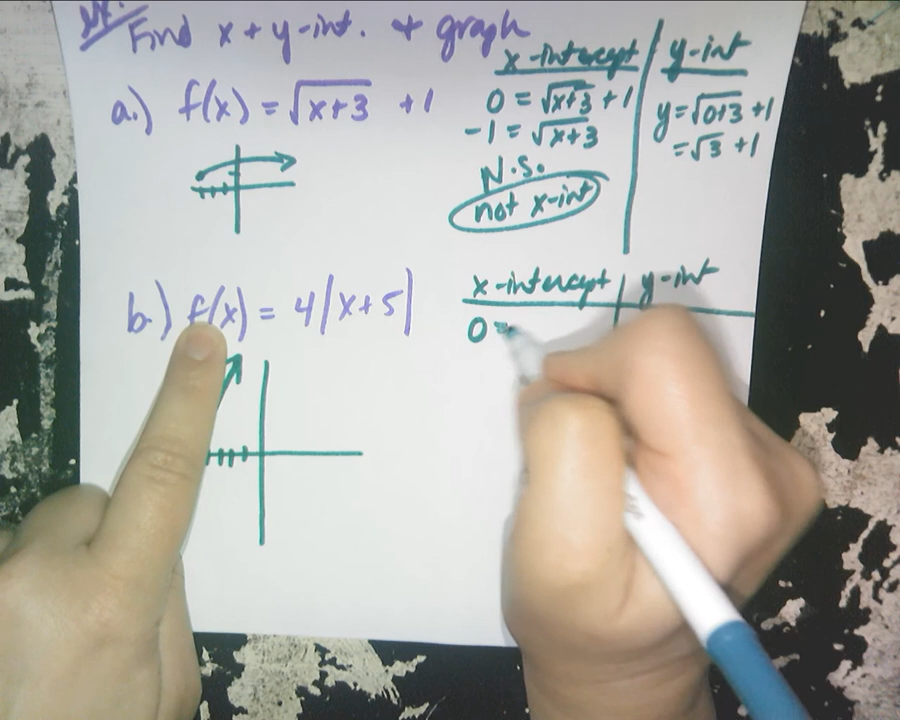 Find x + y-int. + graph
a.) f(x) = √x+3 +1
x-intercept
0 = √x+3 +1
-1 = √x+3
N.S.
not x-int
y-int
y=√0+3 +1
=√3 +1
b.) f(x) = 4|x+5|
x-intercept
0 =
y-int